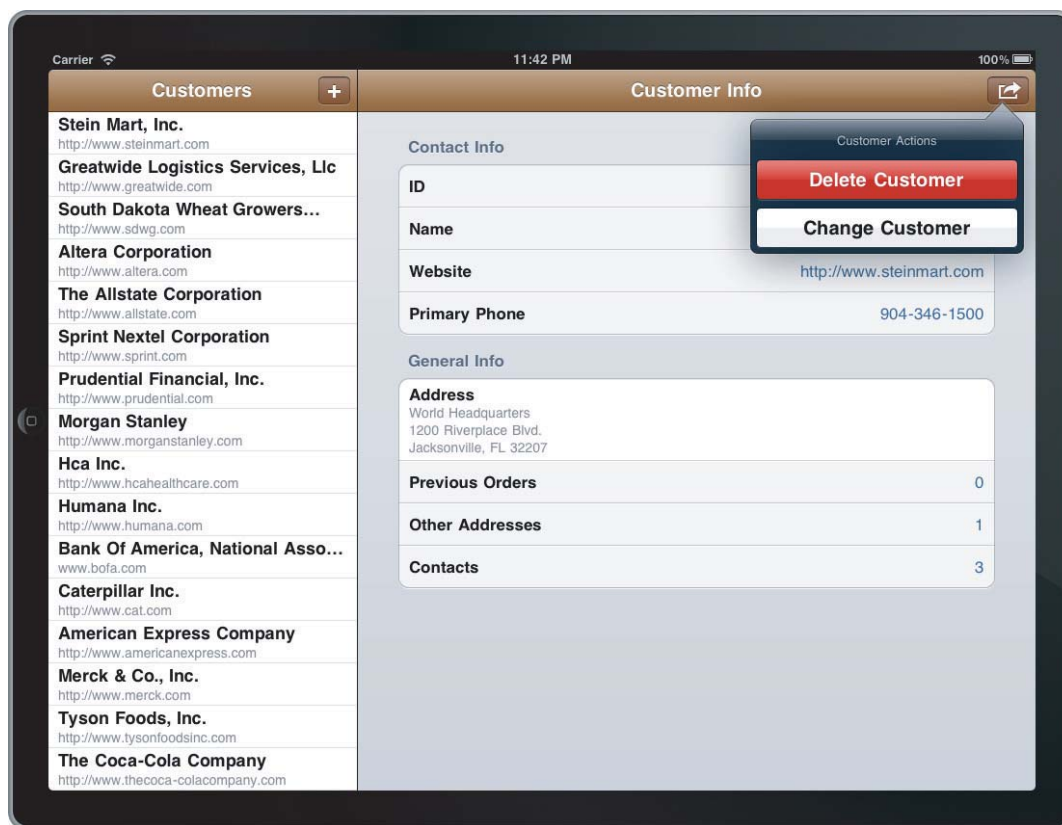 Carrier
11:42 PM
100%
Customers
+
Customer Info
Stein Mart, Inc.
http://www.steinmart.com
Greatwide Logistics Services, Llc
http://www.greatwide.com
South Dakota Wheat Growers...
http://www.sdwg.com
Altera Corporation
http://www.altera.com
The Allstate Corporation
http://www.allstate.com
Sprint Nextel Corporation
http://www.sprint.com
Prudential Financial, Inc.
http://www.prudential.com
Morgan Stanley
http://www.morganstanley.com
Hca Inc.
http://www.hcahealthcare.com
Humana Inc.
http://www.humana.com
Bank Of America, National Asso...
www.bofa.com
Caterpillar Inc.
http://www.cat.com
American Express Company
http://www.americanexpress.com
Merck & Co., Inc.
http://www.merck.com
Tyson Foods, Inc.
http://www.tysonfoodsinc.com
The Coca-Cola Company
http://www.thecoca-colacompany.com
Customer Actions
Delete Customer
Change Customer
Contact Info
ID
Name
Website http://www.steinmart.com
Primary Phone 904-346-1500
General Info
Address
World Headquarters
1200 Riverplace Blvd.
Jacksonville, FL 32207
Previous Orders 0
Other Addresses 1
Contacts 3